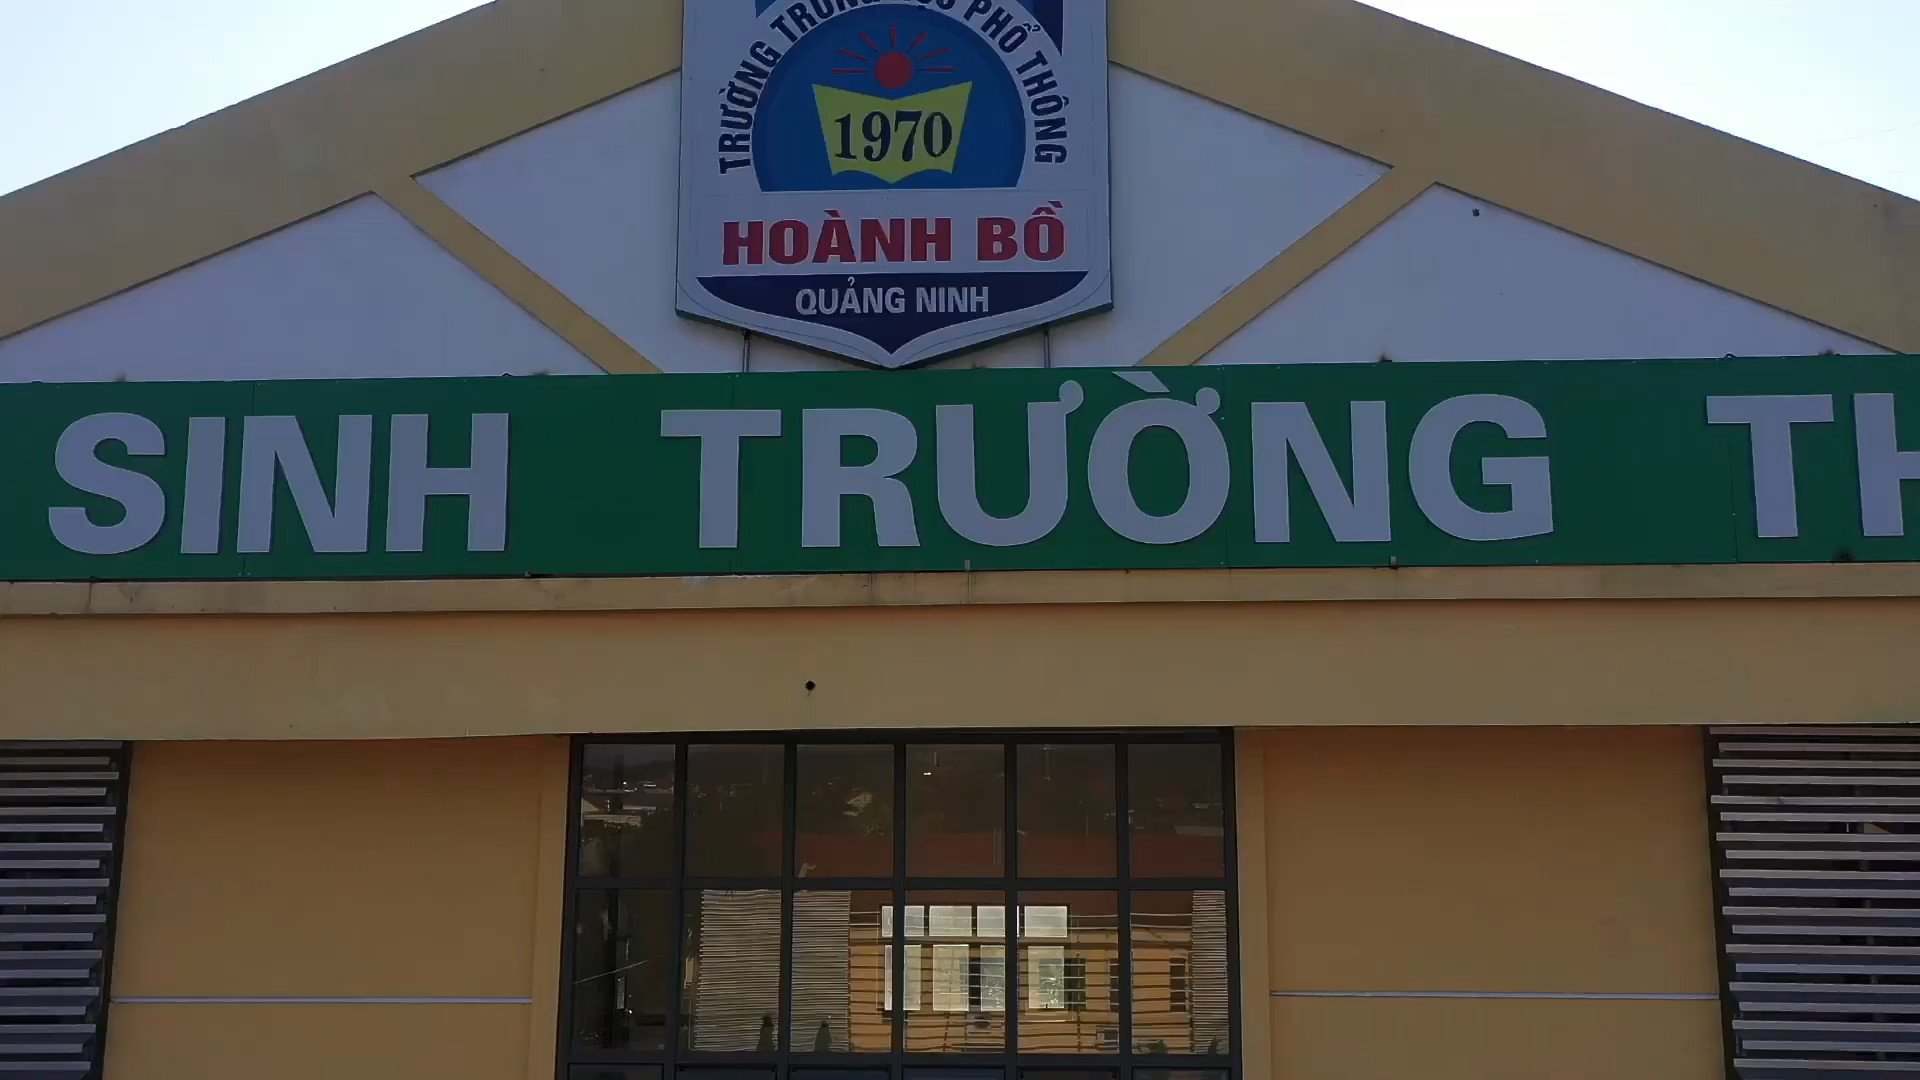 TRƯỜNG TRUNG HỌC PHỔ THÔNG
1970
HOÀNH BỒ
QUẢNG NINH
SINH TRƯỜNG TH